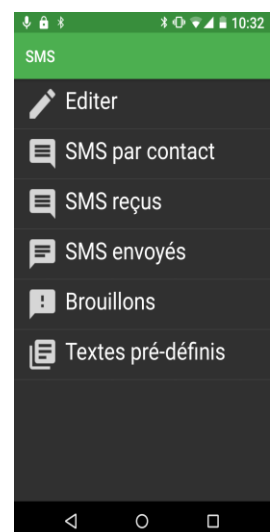 10:32
SMS
Editer
SMS par contact
SMS reçus
SMS envoyés
Brouillons
Textes pré-définis